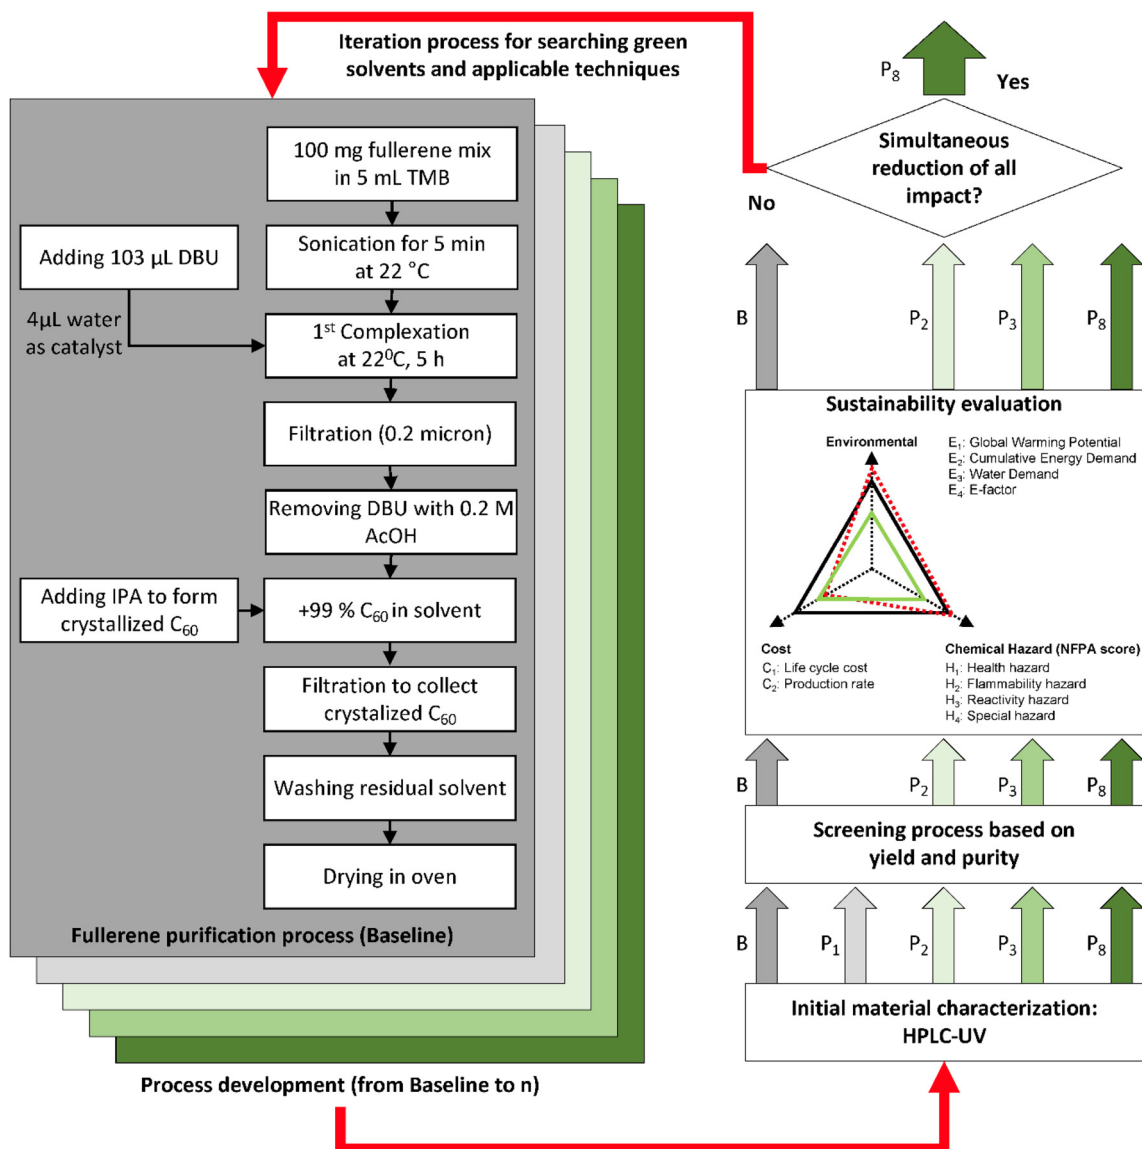 Iteration process for searching green
solvents and applicable techniques
100 mg fullerene mix
in 5 mL TMB
Adding 103 µL DBU
Sonication for 5 min
at 22 °C
4µL water
as catalyst
1st Complexation
at 22⁰C, 5 h
Filtration (0.2 micron)
Removing DBU with 0.2 M
AcOH
Adding IPA to form
crystallized C60
+99 % C60 in solvent
Filtration to collect
crystalized C60
Washing residual solvent
Drying in oven
Fullerene purification process (Baseline)
Process development (from Baseline to n)
P8
Yes
Simultaneous
reduction of all
impact?
No
B
P2
P3
P8
Sustainability evaluation
Environmental
E1: Global Warming Potential
E2: Cumulative Energy Demand
E3: Water Demand
E4: E-factor
Cost
C1: Life cycle cost
C2: Production rate
Chemical Hazard (NFPA score)
H1: Health hazard
H2: Flammability hazard
H3: Reactivity hazard
H4: Special hazard
B
P2
P3
P8
Screening process based on
yield and purity
B
P1
P2
P3
P8
Initial material characterization:
HPLC-UV